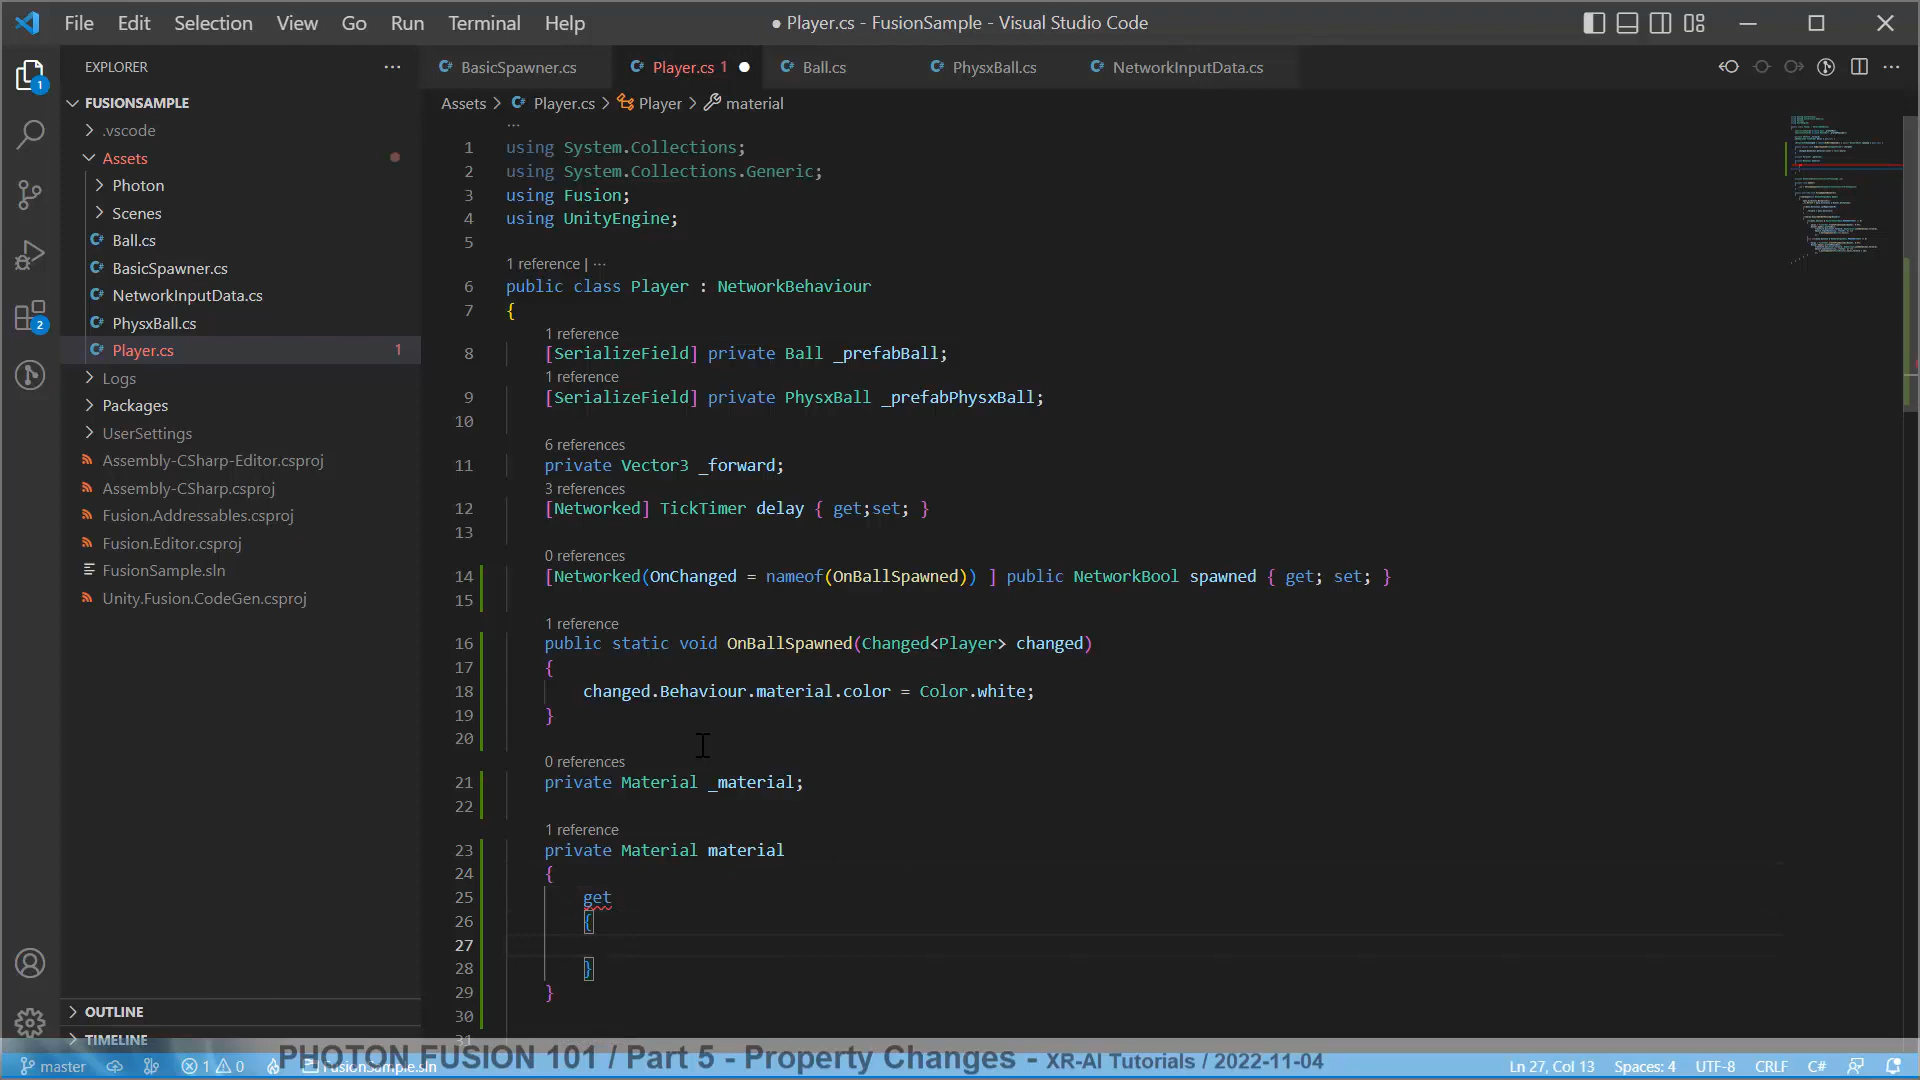 File Edit Selection View Go Run Terminal Help
● Player.cs - FusionSample - Visual Studio Code
EXPLORER ···
BasicSpawner.cs
Player.cs 1 ●
Ball.cs
PhysxBall.cs
NetworkInputData.cs
Assets > Player.cs > Player > material
FUSIONSAMPLE
.vscode
Assets
Photon
Scenes
Ball.cs
BasicSpawner.cs
NetworkInputData.cs
PhysxBall.cs
Player.cs 1
Logs
Packages
UserSettings
Assembly-CSharp-Editor.csproj
Assembly-CSharp.csproj
Fusion.Addressables.csproj
Fusion.Editor.csproj
FusionSample.sln
Unity.Fusion.CodeGen.csproj
OUTLINE
TIMELINE
1
2
1 using System.Collections;
2 using System.Collections.Generic;
3 using Fusion;
4 using UnityEngine;
5
1 reference | ···
6 public class Player : NetworkBehaviour
7 {
1 reference
8 [SerializeField] private Ball _prefabBall;
1 reference
9 [SerializeField] private PhysxBall _prefabPhysxBall;
10
6 references
11 private Vector3 _forward;
3 references
12 [Networked] TickTimer delay { get;set; }
13
0 references
14 [Networked(OnChanged = nameof(OnBallSpawned)) ] public NetworkBool spawned { get; set; }
15
1 reference
16 public static void OnBallSpawned(Changed<Player> changed)
17 {
18 changed.Behaviour.material.color = Color.white;
19 }
20
0 references
21 private Material _material;
22
1 reference
23 private Material material
24 {
25 get
26 {
27
28 }
29 }
30
31
master 1 0 FusionSample.sln
PHOTON FUSION 101 / Part 5 - Property Changes - XR-AI Tutorials / 2022-11-04
Ln 27, Col 13 Spaces: 4 UTF-8 CRLF C#